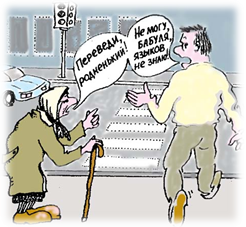 Переведи,
родненький!
Не могу,
БАБУЛЯ,
языков,
не знаю!